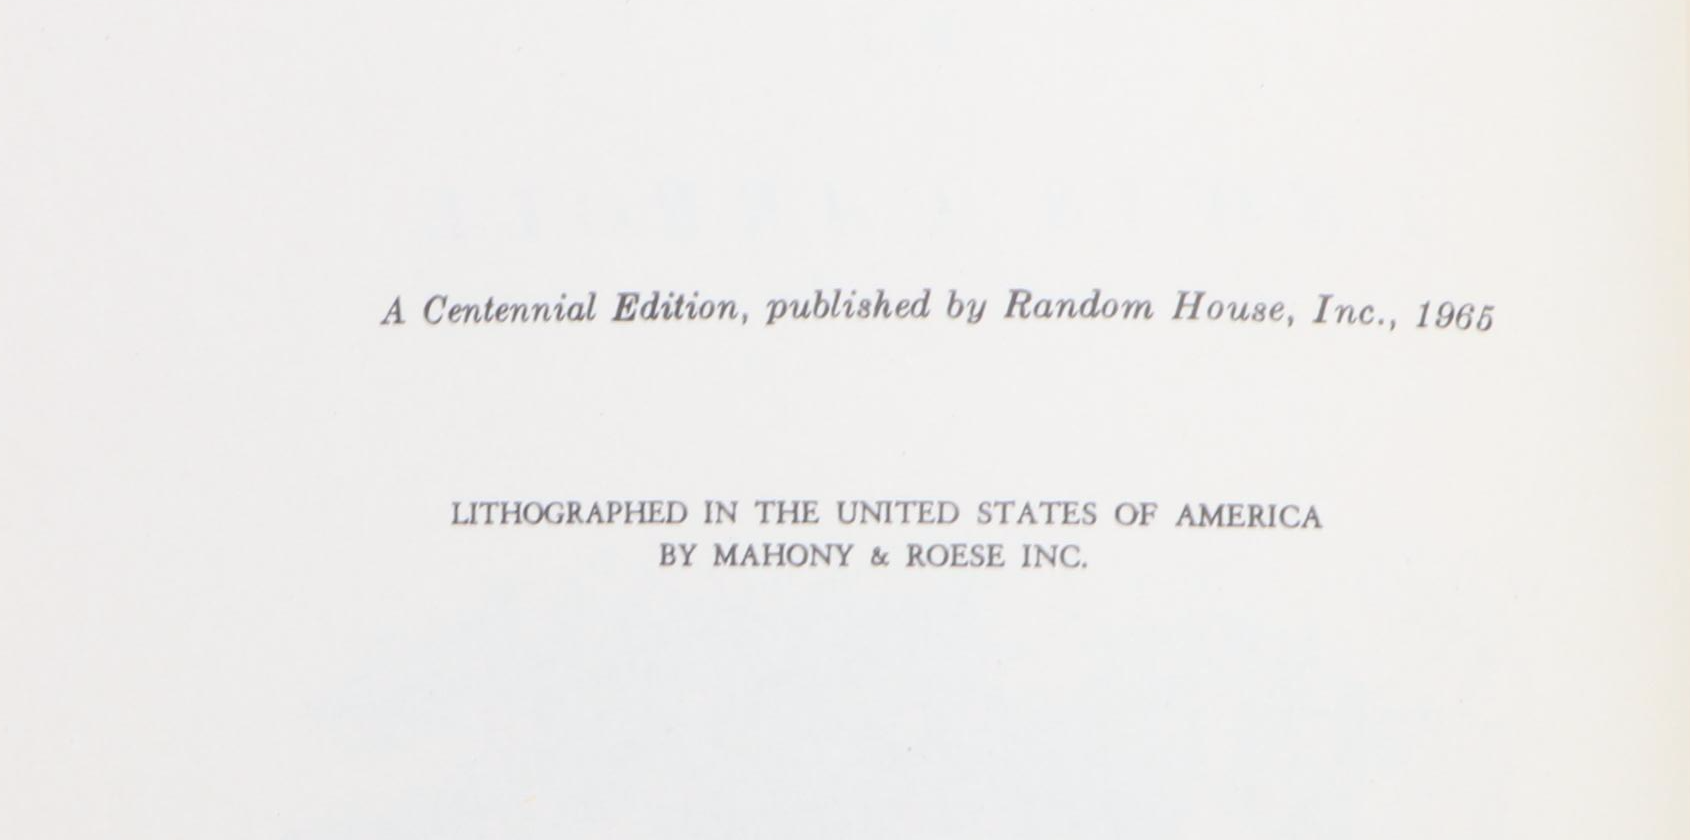 A Centennial Edition, published by Random House, Inc., 1965
LITHOGRAPHED IN THE UNITED STATES OF AMERICA
BY MAHONY & ROESE INC.